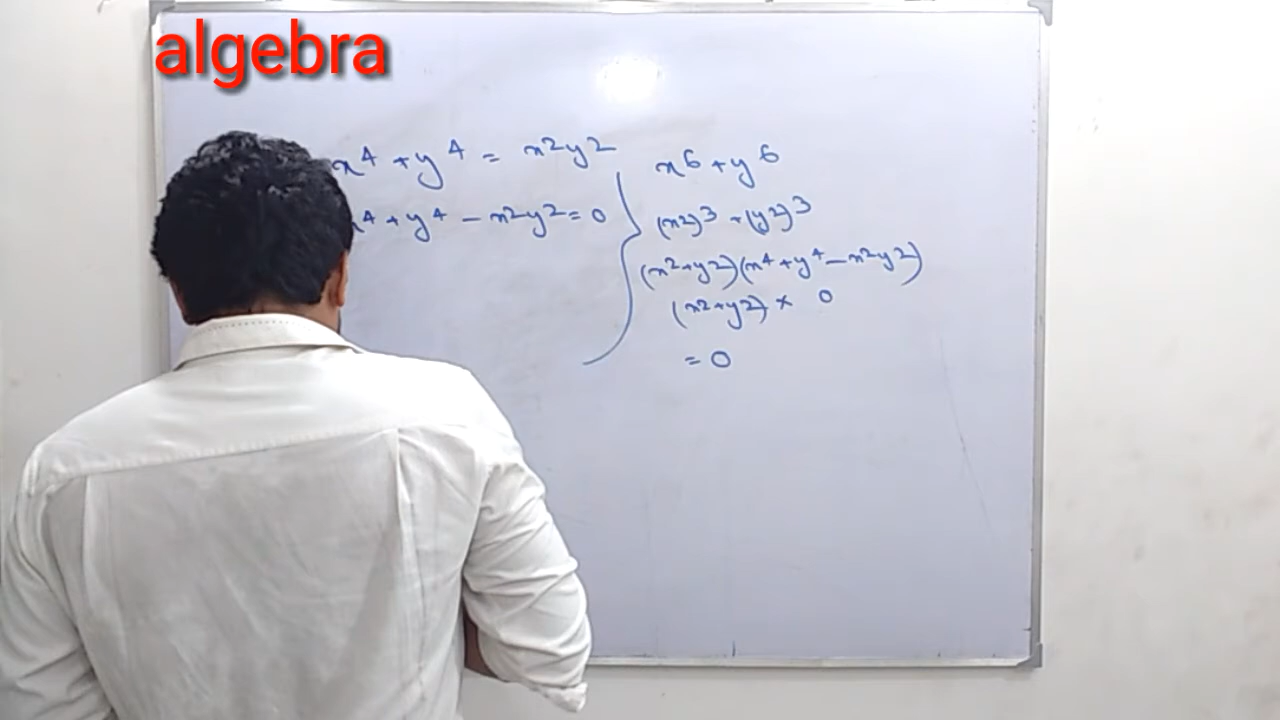 algebra
x⁴ + y⁴ = x²y²
x⁴ + y⁴ - x²y² = 0
x⁶ + y⁶
(x²)³ + (y²)³
(x²+y²)(x⁴+y⁴-x²y²)
(x²+y²) × 0
= 0